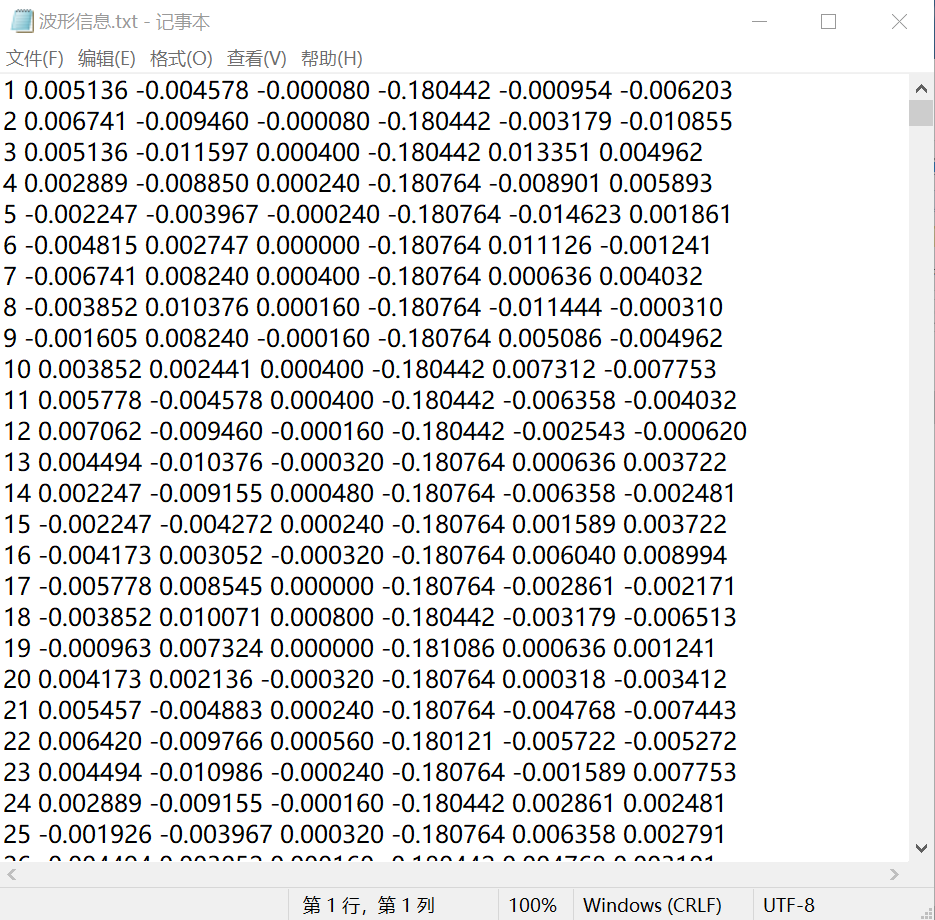 波形信息.txt - 记事本
文件(F) 编辑(E) 格式(O) 查看(V) 帮助(H)
1 0.005136 -0.004578 -0.000080 -0.180442 -0.000954 -0.006203
2 0.006741 -0.009460 -0.000080 -0.180442 -0.003179 -0.010855
3 0.005136 -0.011597 0.000400 -0.180442 0.013351 0.004962
4 0.002889 -0.008850 0.000240 -0.180764 -0.008901 0.005893
5 -0.002247 -0.003967 -0.000240 -0.180764 -0.014623 0.001861
6 -0.004815 0.002747 0.000000 -0.180764 0.011126 -0.001241
7 -0.006741 0.008240 0.000400 -0.180764 0.000636 0.004032
8 -0.003852 0.010376 0.000160 -0.180764 -0.011444 -0.000310
9 -0.001605 0.008240 -0.000160 -0.180764 0.005086 -0.004962
10 0.003852 0.002441 0.000400 -0.180442 0.007312 -0.007753
11 0.005778 -0.004578 0.000400 -0.180442 -0.006358 -0.004032
12 0.007062 -0.009460 -0.000160 -0.180442 -0.002543 -0.000620
13 0.004494 -0.010376 -0.000320 -0.180764 0.000636 0.003722
14 0.002247 -0.009155 0.000480 -0.180764 -0.006358 -0.002481
15 -0.002247 -0.004272 0.000240 -0.180764 0.001589 0.003722
16 -0.004173 0.003052 -0.000320 -0.180764 0.006040 0.008994
17 -0.005778 0.008545 0.000000 -0.180764 -0.002861 -0.002171
18 -0.003852 0.010071 0.000800 -0.180442 -0.003179 -0.006513
19 -0.000963 0.007324 0.000000 -0.181086 0.000636 0.001241
20 0.004173 0.002136 -0.000320 -0.180764 0.000318 -0.003412
21 0.005457 -0.004883 0.000240 -0.180764 -0.004768 -0.007443
22 0.006420 -0.009766 0.000560 -0.180121 -0.005722 -0.005272
23 0.004494 -0.010986 -0.000240 -0.180764 -0.001589 0.007753
24 0.002889 -0.009155 -0.000160 -0.180442 0.002861 0.002481
25 -0.001926 -0.003967 0.000320 -0.180764 0.006358 0.002791
第 1 行，第 1 列 100% Windows (CRLF) UTF-8